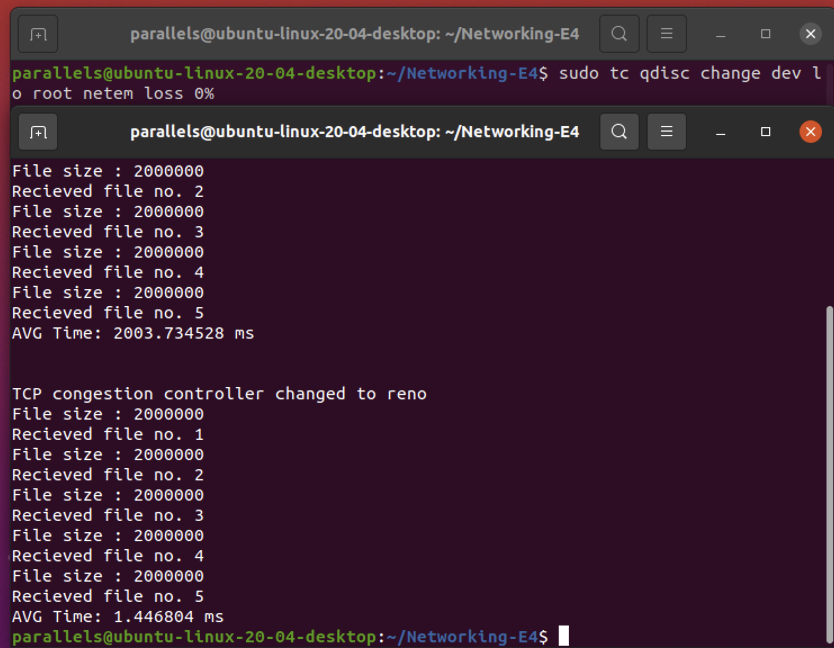 parallels@ubuntu-linux-20-04-desktop: ~/Networking-E4
parallels@ubuntu-linux-20-04-desktop:~/Networking-E4$ sudo tc qdisc change dev l
o root netem loss 0%
parallels@ubuntu-linux-20-04-desktop: ~/Networking-E4
File size : 2000000
Recieved file no. 2
File size : 2000000
Recieved file no. 3
File size : 2000000
Recieved file no. 4
File size : 2000000
Recieved file no. 5
AVG Time: 2003.734528 ms
TCP congestion controller changed to reno
File size : 2000000
Recieved file no. 1
File size : 2000000
Recieved file no. 2
File size : 2000000
Recieved file no. 3
File size : 2000000
Recieved file no. 4
File size : 2000000
Recieved file no. 5
AVG Time: 1.446804 ms
parallels@ubuntu-linux-20-04-desktop:~/Networking-E4$